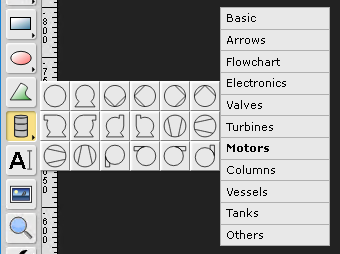 Basic
Arrows
Flowchart
Electronics
Valves
Turbines
Motors
Columns
Vessels
Tanks
Others
A